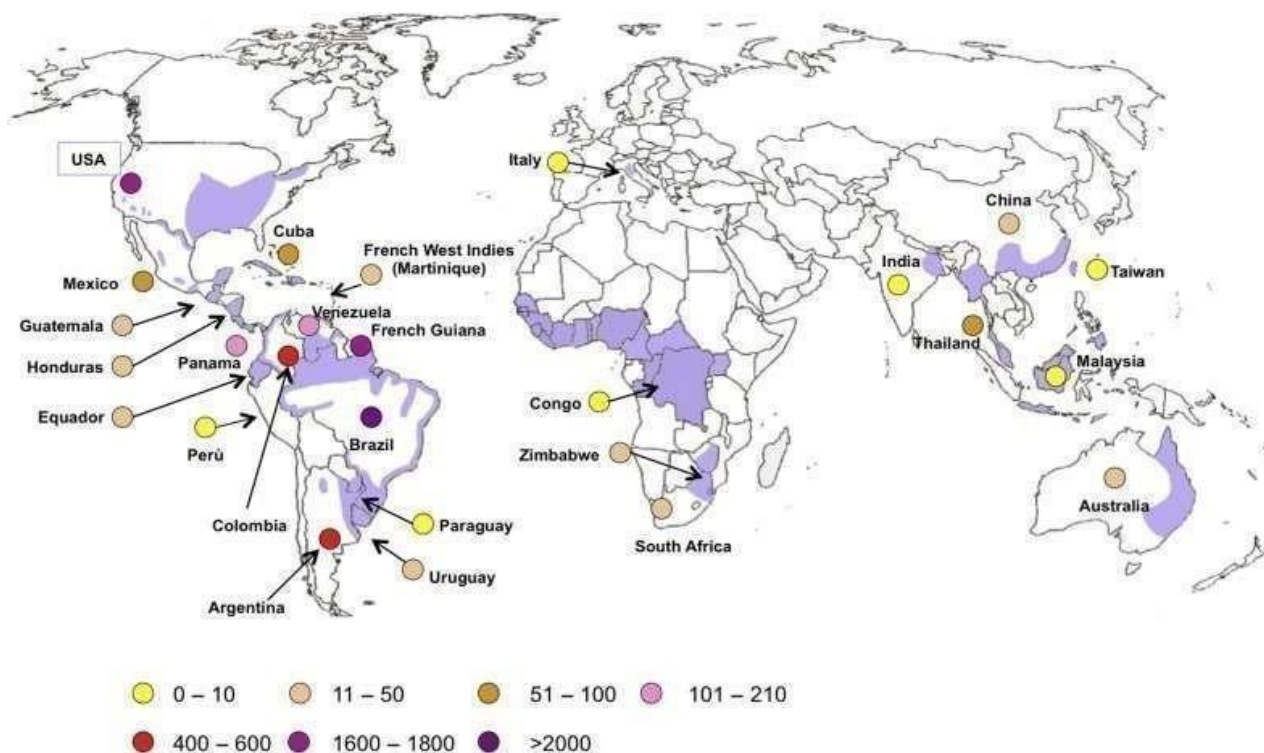 USA
Italy
China
Cuba
French West Indies
(Martinique)
India
Taiwan
Mexico
Venezuela
Guatemala
French Guiana
Thailand
Honduras
Panama
Malaysia
Equador
Congo
Brazil
Perù
Zimbabwe
Colombia
Paraguay
Australia
South Africa
Uruguay
Argentina
0 – 10
11 – 50
51 – 100
101 – 210
400 – 600
1600 – 1800
>2000